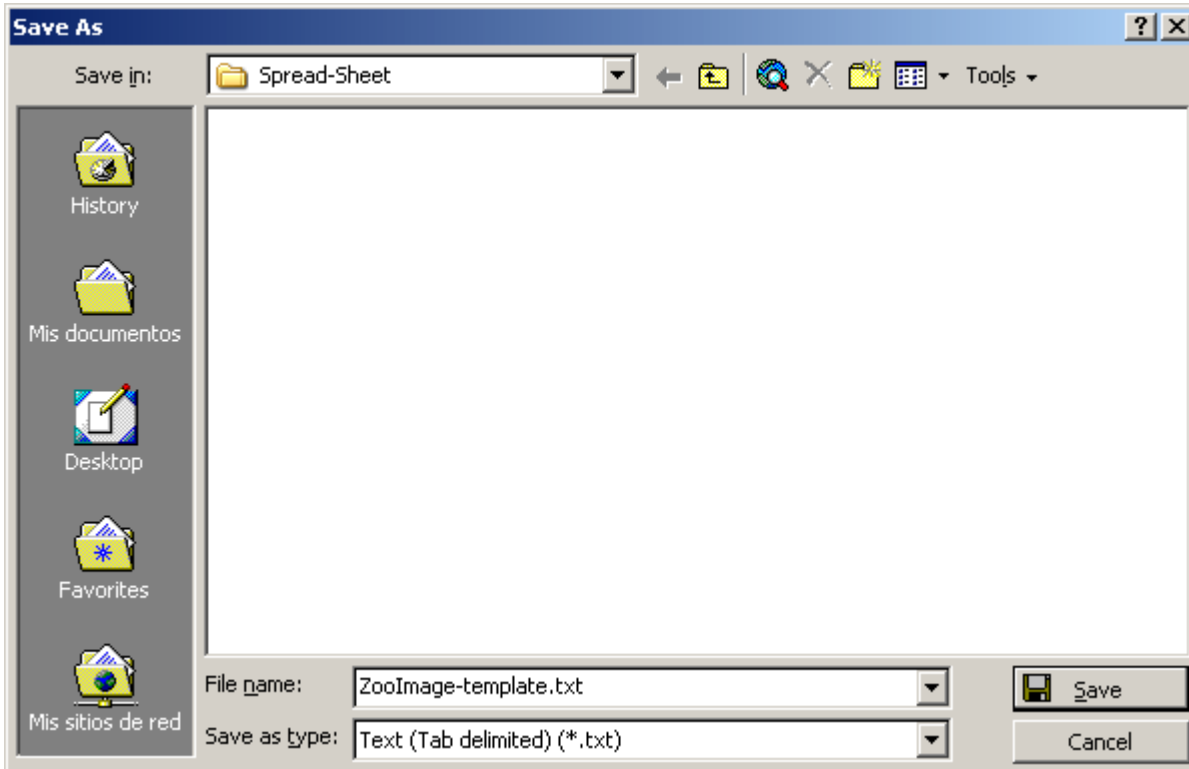 Save As
Save in:
Spread-Sheet
Tools
History
Mis documentos
Desktop
Favorites
Mis sitios de red
File name:
ZooImage-template.txt
Save
Save as type:
Text (Tab delimited) (*.txt)
Cancel